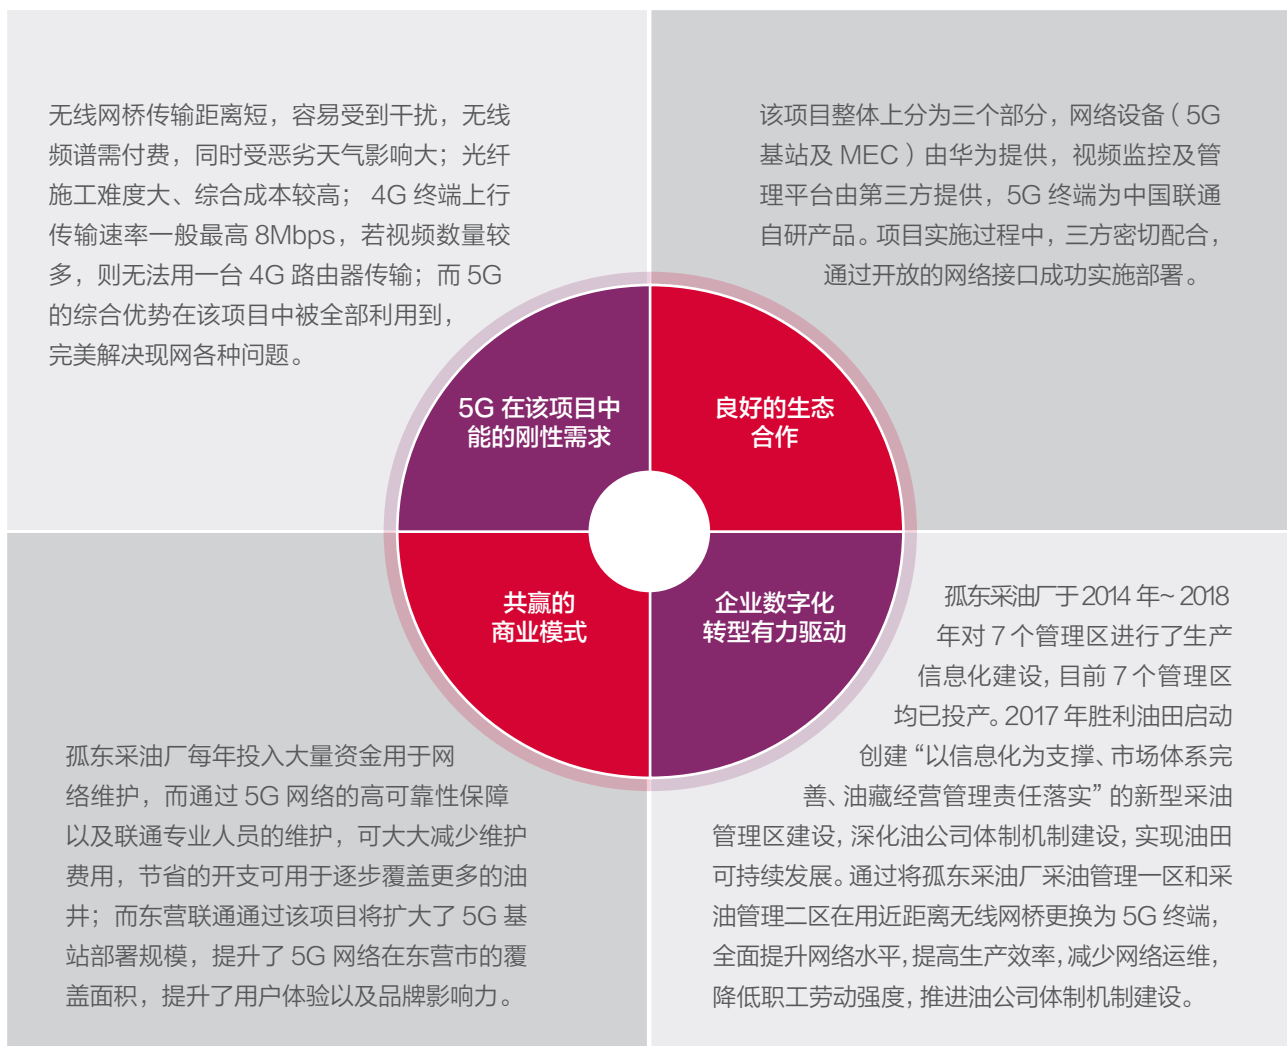 无线网桥传输距离短，容易受到干扰，无线
频谱需付费，同时受恶劣天气影响大；光纤
施工难度大、综合成本较高； 4G 终端上行
传输速率一般最高 8Mbps，若视频数量较
多，则无法用一台 4G 路由器传输；而 5G
的综合优势在该项目中被全部利用到，
完美解决现网各种问题。
该项目整体上分为三个部分，网络设备（ 5G
基站及 MEC ）由华为提供，视频监控及管
理平台由第三方提供，5G 终端为中国联通
自研产品。项目实施过程中，三方密切配合，
通过开放的网络接口成功实施部署。
5G 在该项目中
能的刚性需求
良好的生态
合作
共赢的
商业模式
企业数字化
转型有力驱动
孤东采油厂每年投入大量资金用于网
络维护，而通过 5G 网络的高可靠性保障
以及联通专业人员的维护，可大大减少维护
费用，节省的开支可用于逐步覆盖更多的油
井；而东营联通通过该项目将扩大了 5G 基
站部署规模，提升了 5G 网络在东营市的覆
盖面积，提升了用户体验以及品牌影响力。
孤东采油厂于 2014 年~ 2018
年对 7 个管理区进行了生产
信息化建设，目前 7 个管理区
均已投产。2017 年胜利油田启动
创建 “以信息化为支撑、市场体系完
善、油藏经营管理责任落实” 的新型采油
管理区建设，深化油公司体制机制建设，实现油田
可持续发展。通过将孤东采油厂采油管理一区和采
油管理二区在用近距离无线网桥更换为 5G 终端，
全面提升网络水平，提高生产效率，减少网络运维，
降低职工劳动强度，推进油公司体制机制建设。